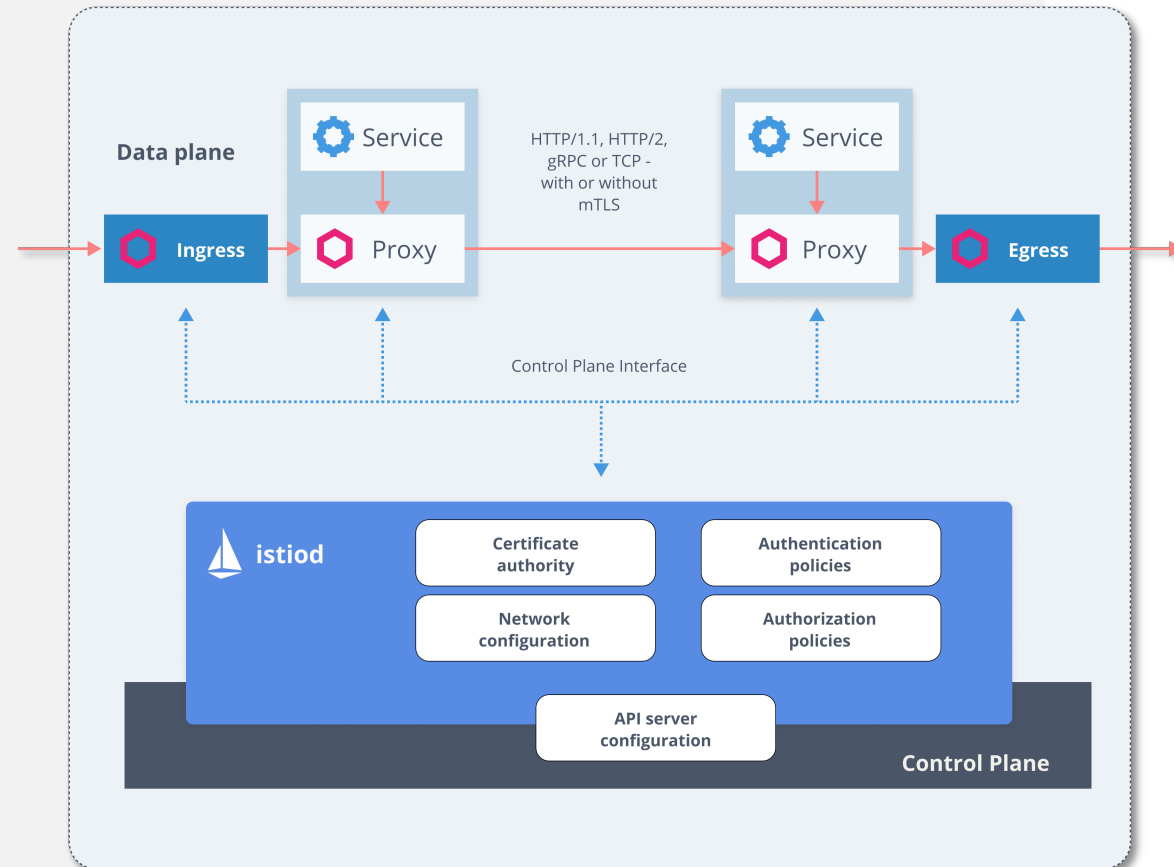 Data plane
Service
Service
HTTP/1.1, HTTP/2,
gRPC or TCP -
with or without
mTLS
Ingress
Proxy
Proxy
Egress
Control Plane Interface
istiod
Certificate
authority
Authentication
policies
Network
configuration
Authorization
policies
API server
configuration
Control Plane